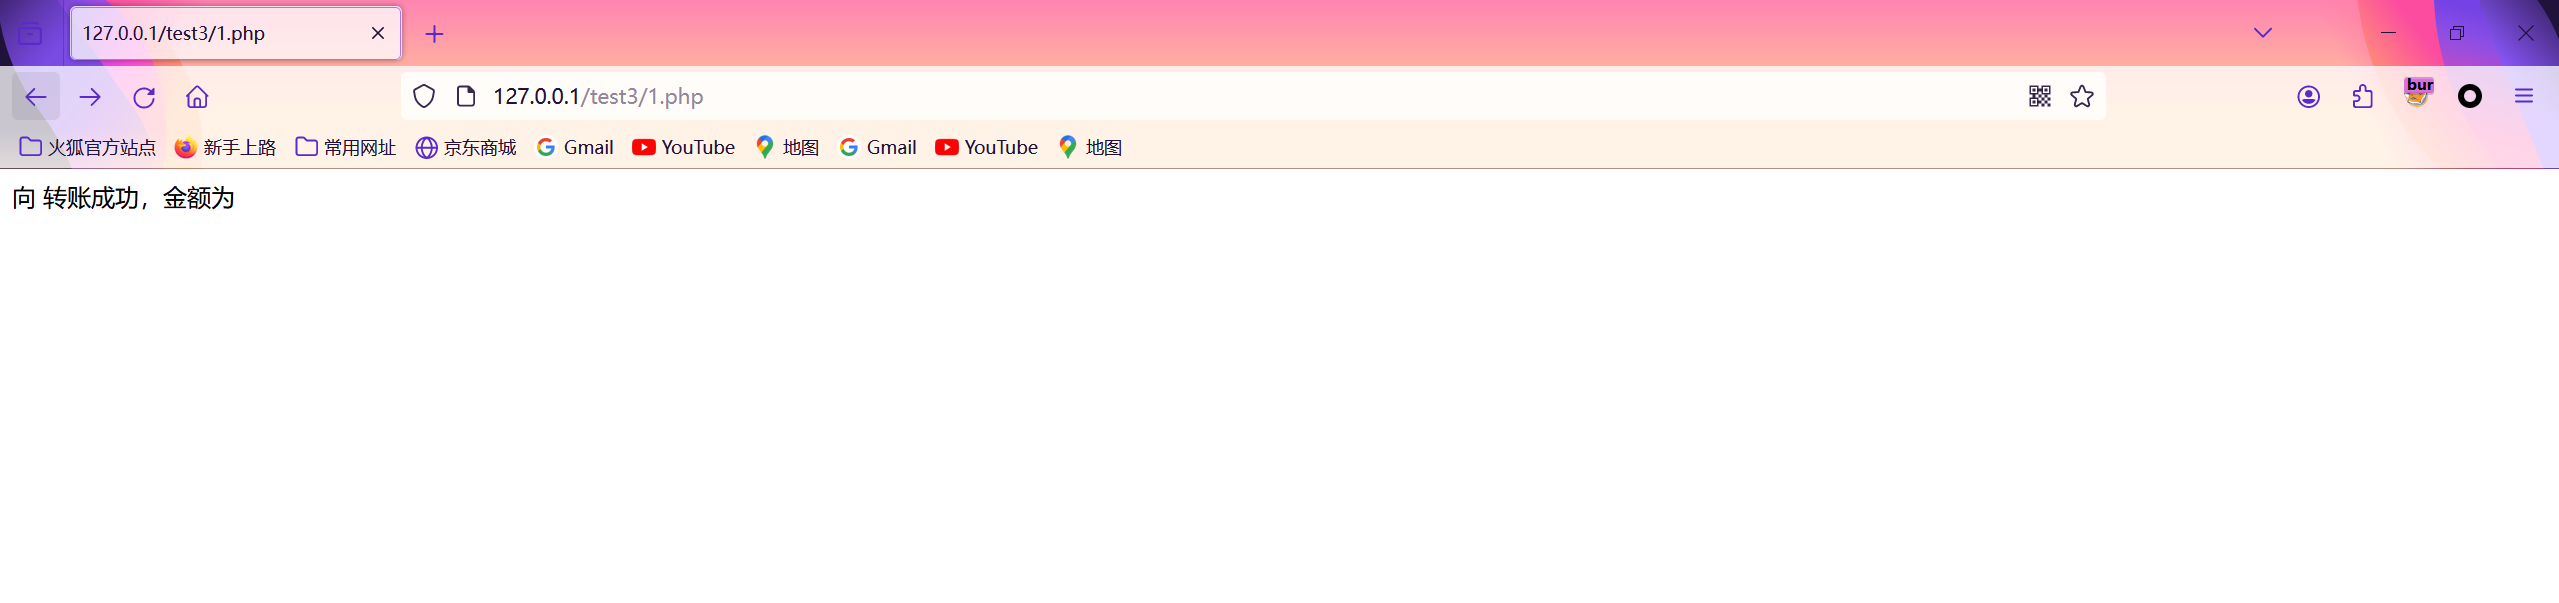 127.0.0.1/test3/1.php
127.0.0.1/test3/1.php
bur
火狐官方站点 新手上路 常用网址 京东商城 Gmail YouTube 地图 Gmail YouTube 地图
向 转账成功，金额为